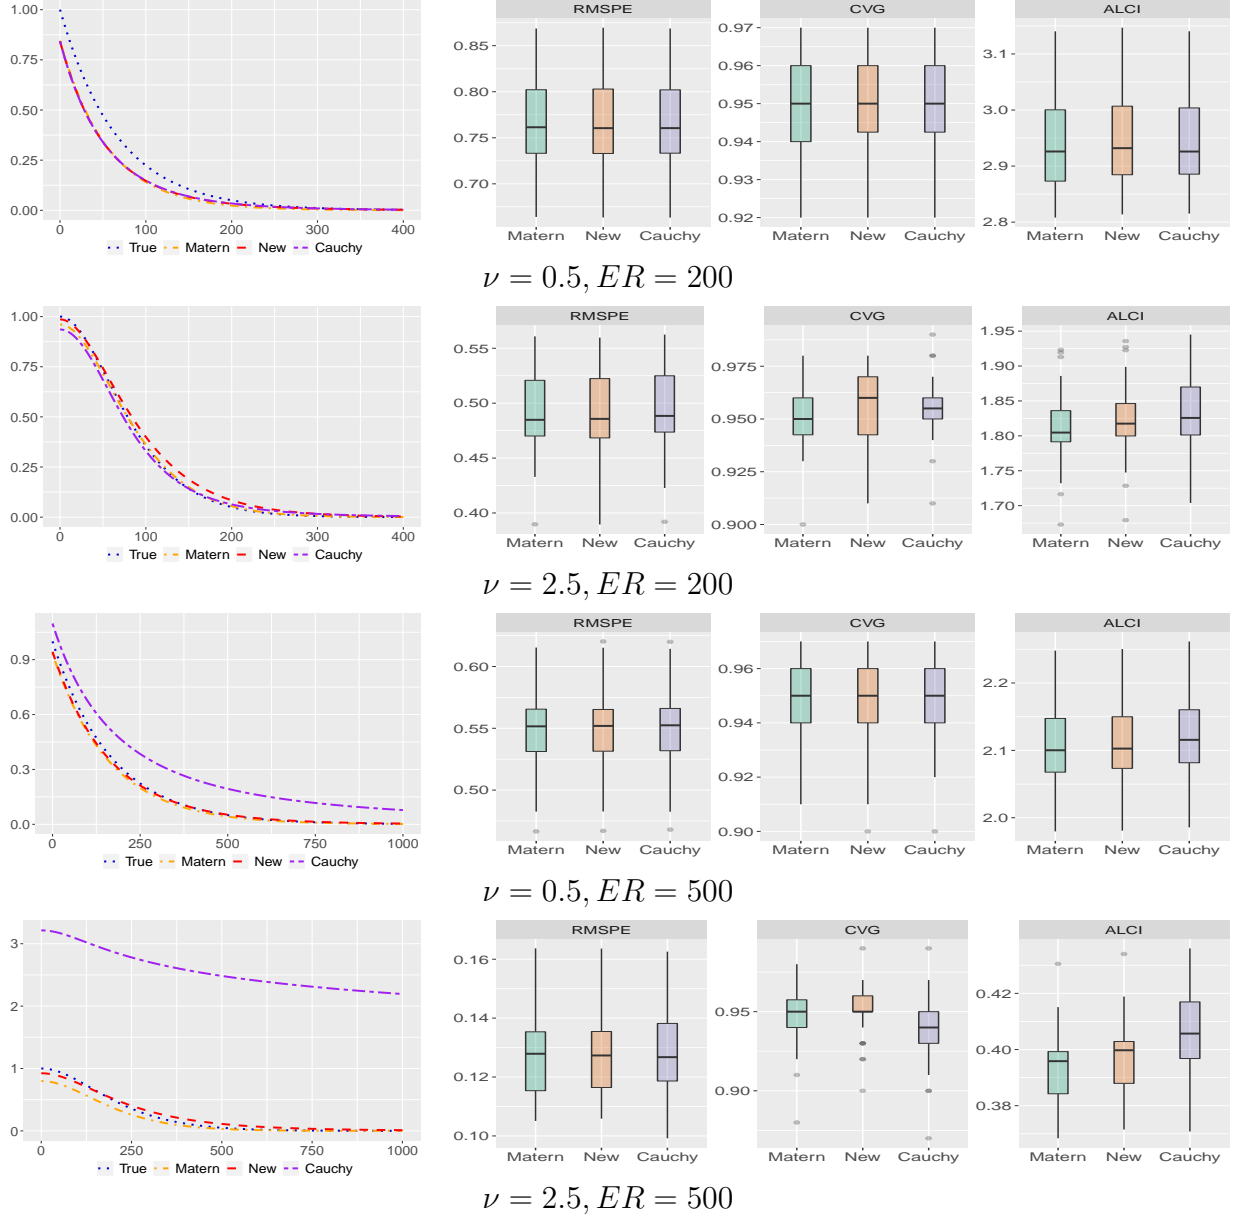 RMSPE CVG ALCI
1.00 0.75 0.50 0.25 0.00
0 100 200 300 400
True Matern New Cauchy
0.85 0.80 0.75 0.70
Matern New Cauchy
0.97 0.96 0.95 0.94 0.93 0.92
Matern New Cauchy
3.1 3.0 2.9 2.8
Matern New Cauchy
ν = 0.5, ER = 200
RMSPE CVG ALCI
1.00 0.75 0.50 0.25 0.00
0 100 200 300 400
True Matern New Cauchy
0.55 0.50 0.45 0.40
Matern New Cauchy
0.975 0.950 0.925 0.900
Matern New Cauchy
1.95 1.90 1.85 1.80 1.75 1.70
Matern New Cauchy
ν = 2.5, ER = 200
RMSPE CVG ALCI
0.9 0.6 0.3 0.0
0 250 500 750 1000
True Matern New Cauchy
0.60 0.55 0.50
Matern New Cauchy
0.96 0.94 0.92 0.90
Matern New Cauchy
2.2 2.1 2.0
Matern New Cauchy
ν = 0.5, ER = 500
RMSPE CVG ALCI
3 2 1 0
0 250 500 750 1000
True Matern New Cauchy
0.16 0.14 0.12 0.10
Matern New Cauchy
0.95 0.90
Matern New Cauchy
0.42 0.40 0.38
Matern New Cauchy
ν = 2.5, ER = 500